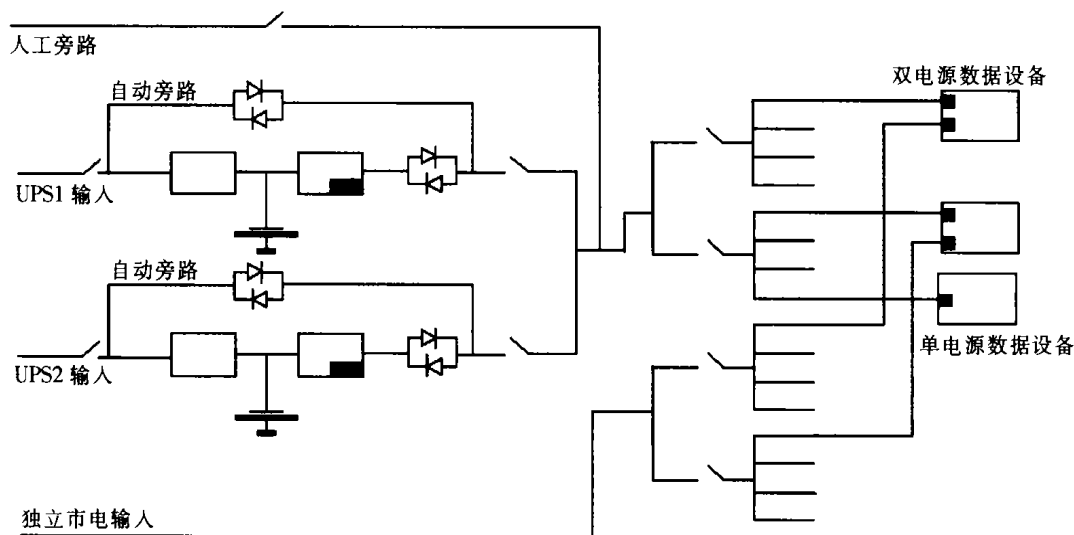 人工旁路
自动旁路
双电源数据设备
UPS1 输入
自动旁路
单电源数据设备
UPS2 输入
独立市电输入